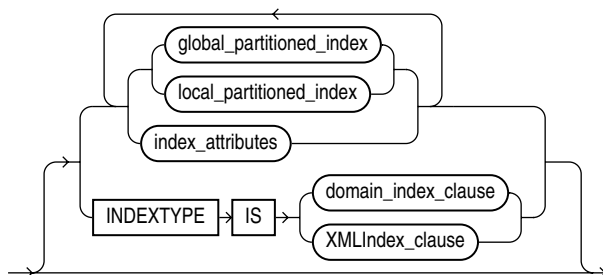 global_partitioned_index
local_partitioned_index
index_attributes
INDEXTYPE IS domain_index_clause
XMLIndex_clause